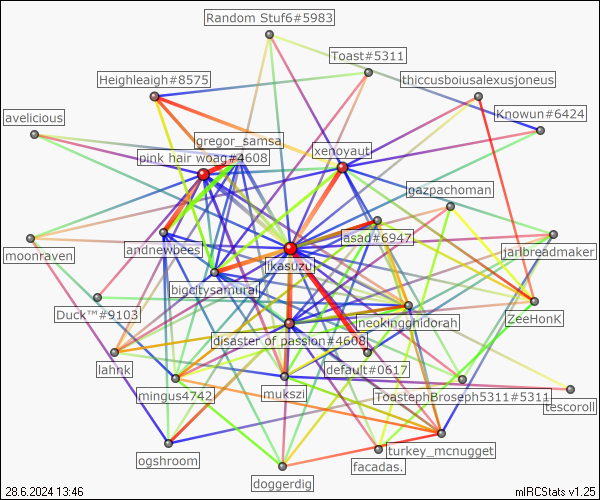 Random Stuf6#5983
Toast#5311
Heighleaigh#8575
thiccusboiusalexusjoneus
avelicious
Knowun#6424
gregor_samsa
xenoyaut
pink hair woag#4608
gazpachoman
asad#6947
moonraven
andnewbees
jarlbreadmaker
ikasuzu
bigcitysamurai
Duck™#9103
neokingghidorah
ZeeHonK
disaster of passion#4608
lahnk
default#0617
mingus4742
mukszi
ToastephBroseph5311#5311
tescoroll
turkey_mcnugget
ogshroom
facadas.
doggerdig
28.6.2024 13:46
mIRCStats v1.25